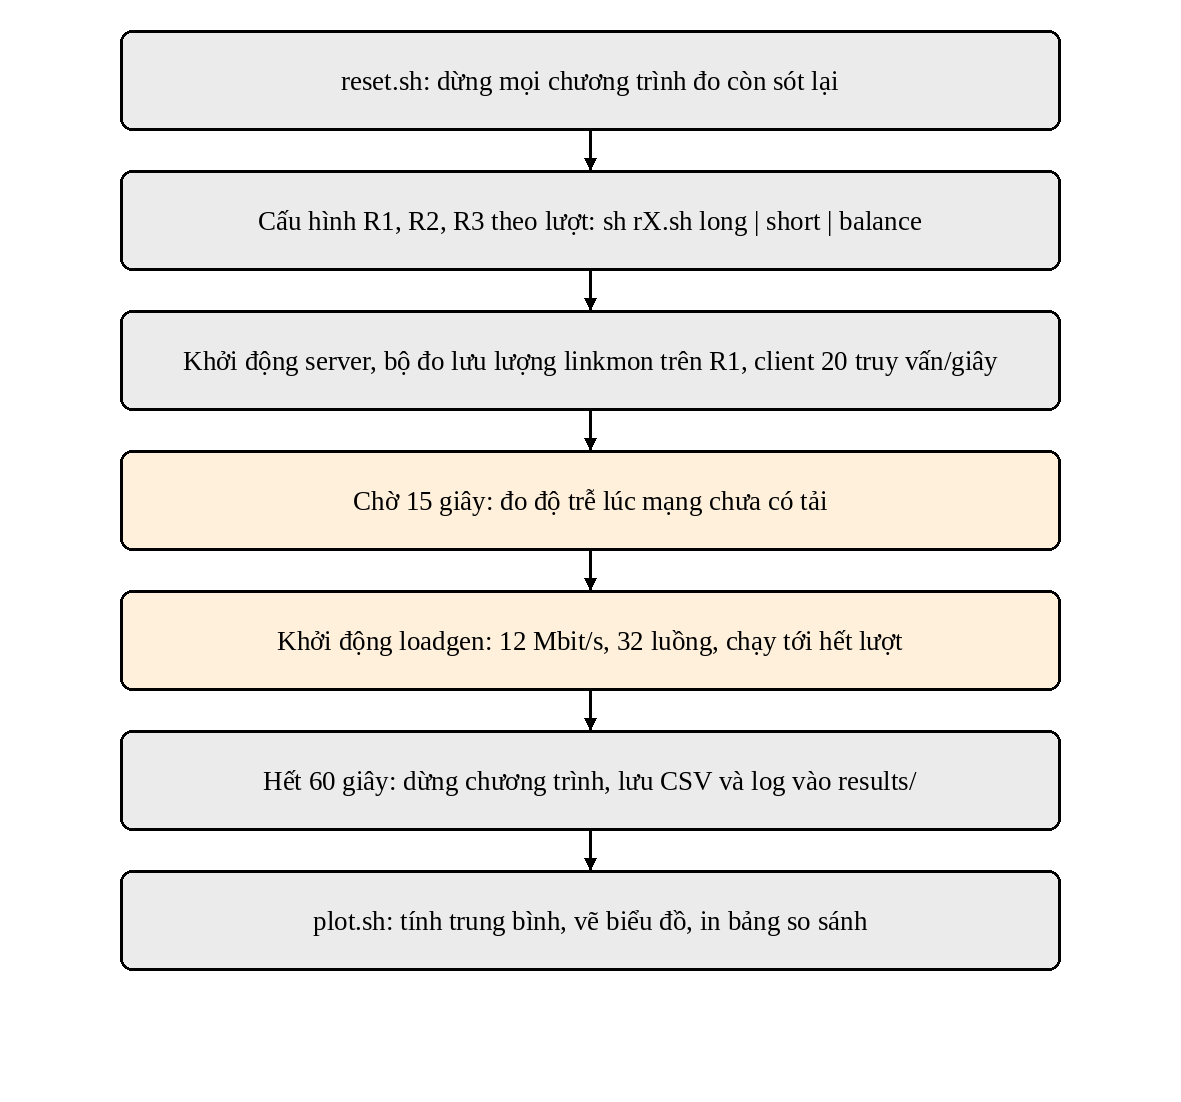 reset.sh: dừng mọi chương trình đo còn sót lại
Cấu hình R1, R2, R3 theo lượt: sh rX.sh long | short | balance
Khởi động server, bộ đo lưu lượng linkmon trên R1, client 20 truy vấn/giây
Chờ 15 giây: đo độ trễ lúc mạng chưa có tải
Khởi động loadgen: 12 Mbit/s, 32 luồng, chạy tới hết lượt
Hết 60 giây: dừng chương trình, lưu CSV và log vào results/
plot.sh: tính trung bình, vẽ biểu đồ, in bảng so sánh